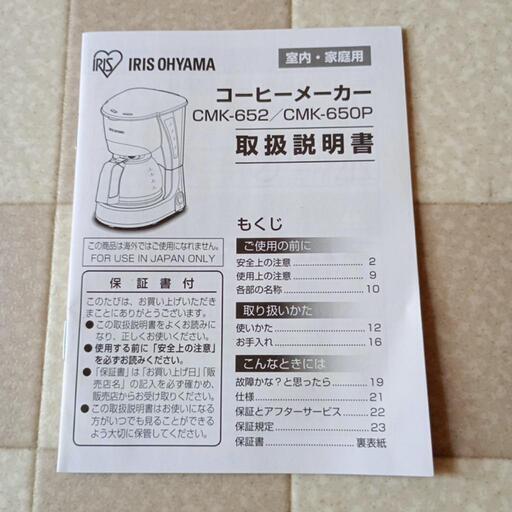 IRIS IRIS OHYAMA
室内・家庭用
コーヒーメーカー
CMK-652／CMK-650P
取扱説明書
この商品は海外ではご使用になれません。
FOR USE IN JAPAN ONLY
保証書付
このたびは、お買い上げいただき
まことにありがとうございます。
●この取扱説明書をよくお読みに
なり、正しくお使いください。
●使用する前に「安全上の注意」
を必ずお読みください。
●「保証書」は「お買い上げ日」「販
売店名」の記入を必ず確かめ、
販売店からお受け取りください。
●この取扱説明書はお使いになる
方がいつでも見ることができる
よう大切に保管してください。
もくじ
ご使用の前に
安全上の注意 2
使用上の注意 9
各部の名称 10
取り扱いかた
使いかた 12
お手入れ 16
こんなときには
故障かな？と思ったら 19
仕様 21
保証とアフターサービス 22
保証規定 23
保証書 裏表紙